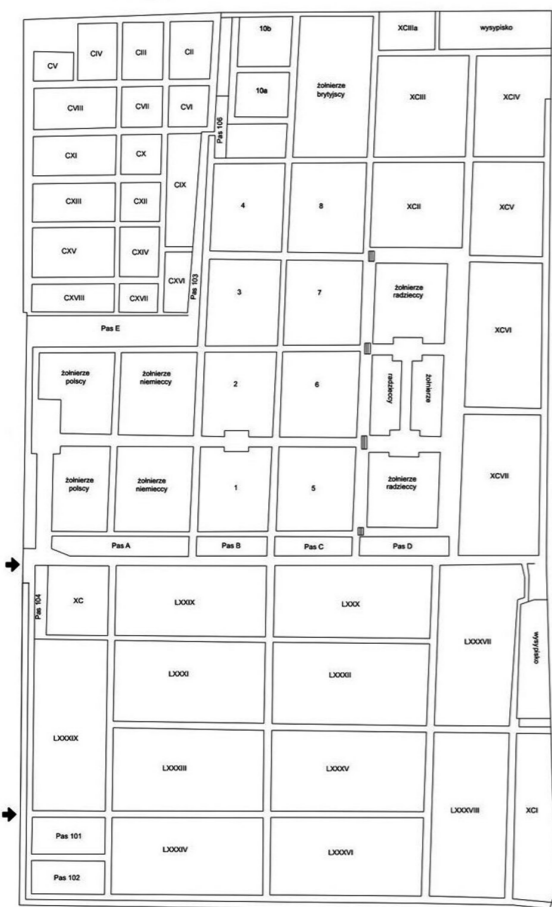 10b
XCIIIa
wysypisko
CIV
CIII
CII
CV
żołnierze
brytyjscy
XCIII
XCIV
10a
CVIII
CVII
CVI
Pas 106
CXI
CX
CIX
4
8
XCII
XCV
CXIII
CXII
CXV
CXIV
CXVI
Pas 103
3
7
żołnierze
radzieccy
XCVI
CXVIII
CXVII
Pas E
żołnierze
polscy
żołnierze
niemieccy
2
6
radzieccy
żołnierze
żołnierze
polscy
żołnierze
niemieccy
1
5
żołnierze
radzieccy
XCVII
Pas A
Pas B
Pas C
Pas D
Pas 104
XC
LXXIX
LXXX
LXXXVII
wysypisko
LXXXI
LXXXII
LXXXIX
LXXXIII
LXXXV
LXXXVIII
XCI
Pas 101
LXXXIV
LXXXVI
Pas 102